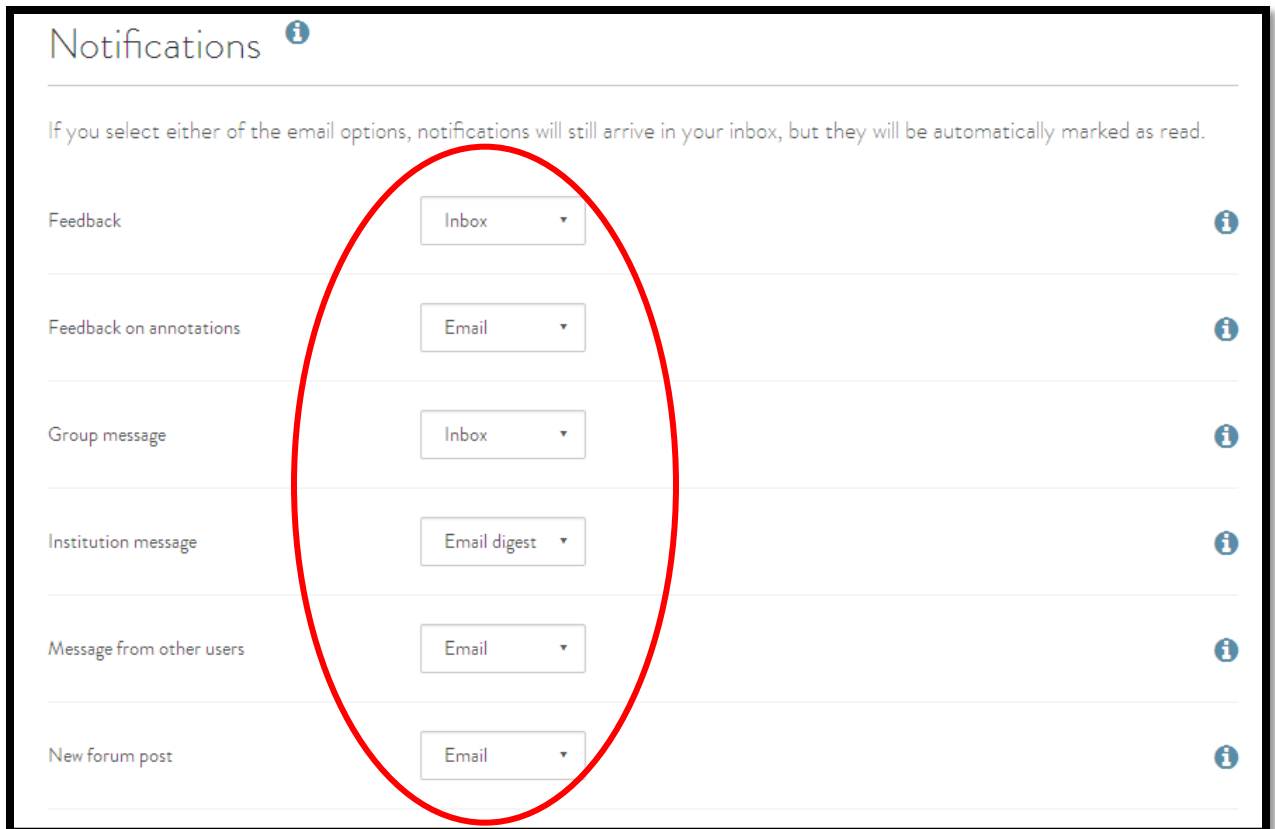 Notifications
If you select either of the email options, notifications will still arrive in your inbox, but they will be automatically marked as read.
Feedback Inbox
Feedback on annotations Email
Group message Inbox
Institution message Email digest
Message from other users Email
New forum post Email